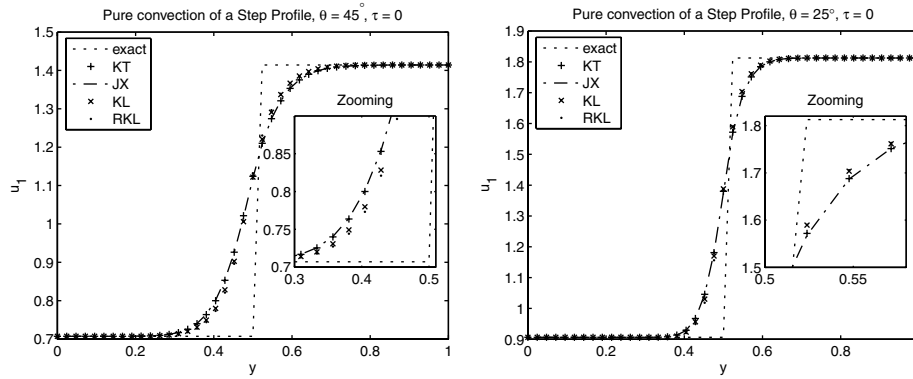 Pure convection of a Step Profile, θ = 45°, τ = 0
1.5
1.4
1.3
1.2
1.1
1
0.9
0.8
0.7
u1
exact
KT
JX
KL
RKL
Zooming
0.85
0.8
0.75
0.7
0.3
0.4
0.5
0
0.2
0.4
0.6
0.8
1
y
Pure convection of a Step Profile, θ = 25°, τ = 0
1.9
1.8
1.7
1.6
1.5
1.4
1.3
1.2
1.1
1
0.9
u1
exact
KT
JX
KL
RKL
Zooming
1.8
1.7
1.6
1.5
0.5
0.55
0
0.2
0.4
0.6
0.8
y